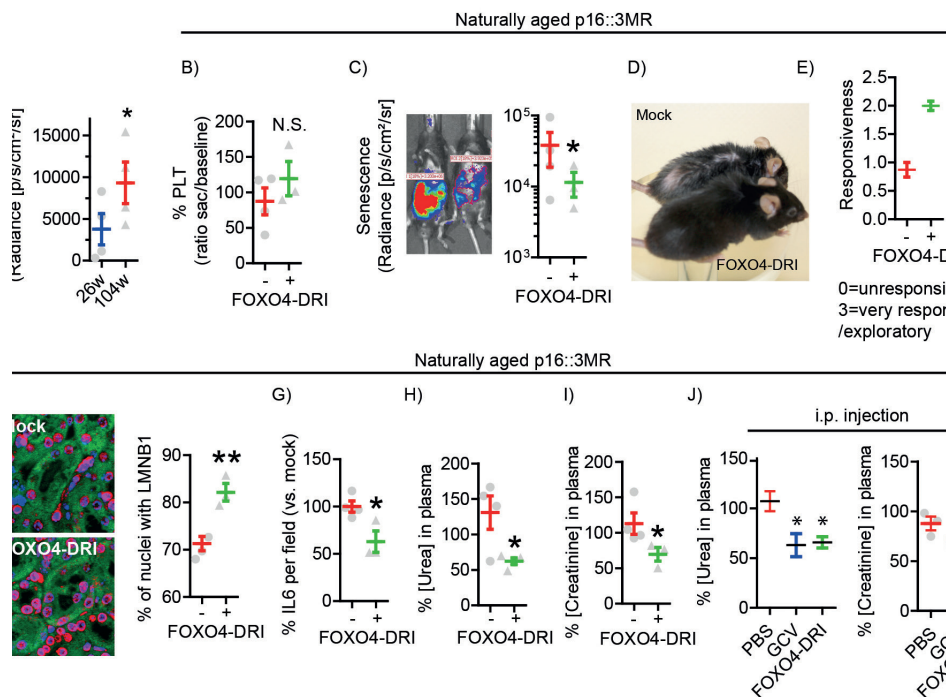 Naturally aged p16::3MR
B)
C)
D)
E)
(Radiance [p/s/cm²/sr]
15000
10000
5000
0
*
26w
104w
% PLT
(ratio sac/baseline)
200
150
100
50
0
N.S.
- +
FOXO4-DRI
Senescence
(Radiance [p/s/cm²/sr)
10⁵
10⁴
10³
*
- +
FOXO4-DRI
Mock
FOXO4-DRI
Responsiveness
2.5
2.0
1.5
1.0
0.5
0.0
- +
FOXO4-D
0=unresponsi
3=very respon
/exploratory
Naturally aged p16::3MR
G)
H)
I)
J)
i.p. injection
lock
OXO4-DRI
% of nuclei with LMNB1
90
80
70
60
**
- +
FOXO4-DRI
% IL6 per field (vs. mock)
150
100
50
0
*
- +
FOXO4-DRI
% [Urea] in plasma
200
150
100
50
0
*
- +
FOXO4-DRI
% [Creatinine] in plasma
200
150
100
50
0
*
- +
FOXO4-DRI
% [Urea] in plasma
150
100
50
0
* *
PBS
GCV
FOXO4-DRI
% [Creatinine] in plasma
150
100
50
0
PBS
GC
FOXO